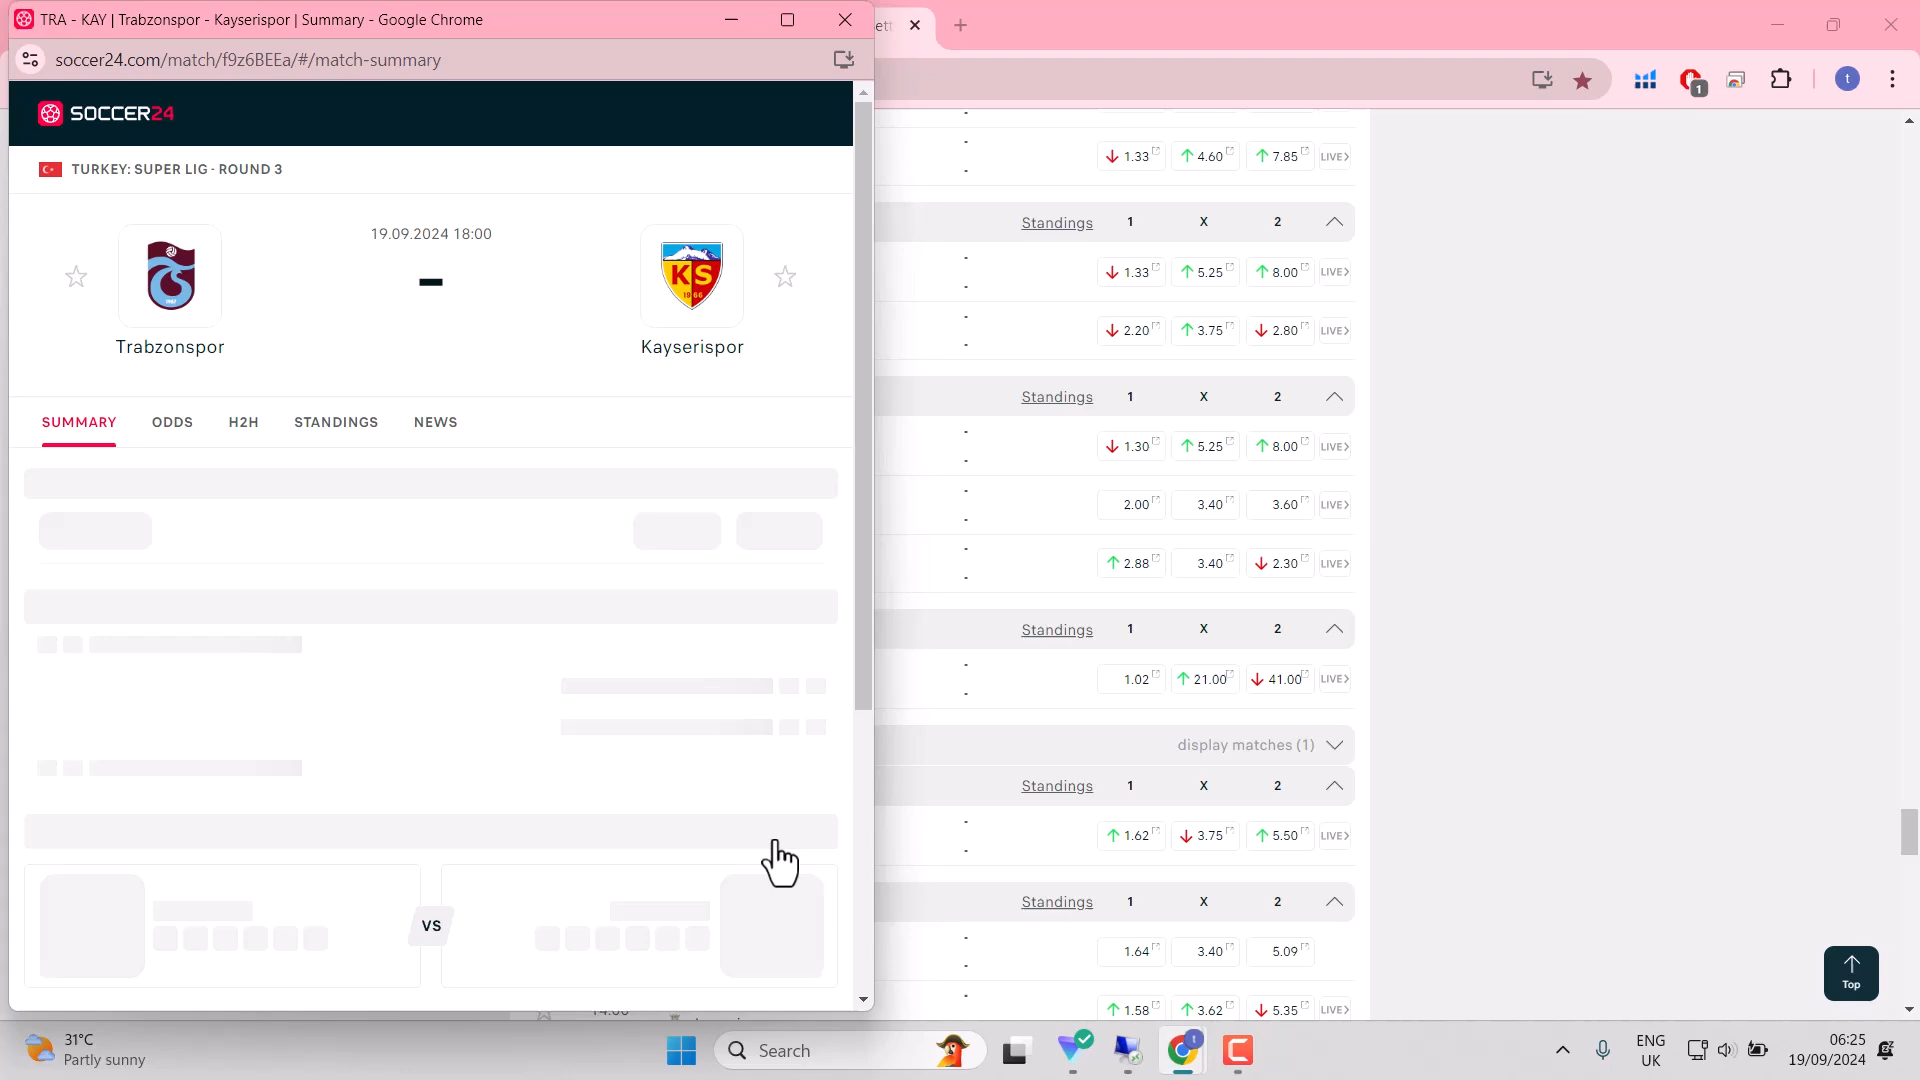 TRA - KAY | Trabzonspor - Kayserispor | Summary - Google Chrome
soccer24.com/match/f9z6BEEa/#/match-summary
SOCCER24
TURKEY: SUPER LIG - ROUND 3
19.09.2024 18:00
-
KS
1966
Trabzonspor
Kayserispor
SUMMARY ODDS H2H STANDINGS NEWS
VS
1
t
1.33 4.60 7.85 LIVE>
Standings 1 X 2
1.33 5.25 8.00 LIVE>
2.20 3.75 2.80 LIVE>
Standings 1 X 2
1.30 5.25 8.00 LIVE>
2.00 3.40 3.60 LIVE>
2.88 3.40 2.30 LIVE>
Standings 1 X 2
1.02 21.00 41.00 LIVE>
display matches (1)
Standings 1 X 2
1.62 3.75 5.50 LIVE>
Standings 1 X 2
1.64 3.40 5.09
1.58 3.62 5.35 LIVE>
Top
31°C
Partly sunny
Search
t
ENG
UK
06:25
19/09/2024